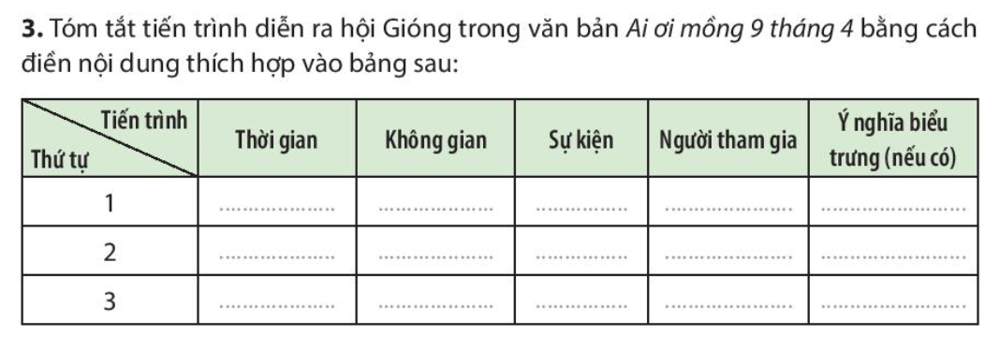 3. Tóm tắt tiến trình diễn ra hội Gióng trong văn bản Ai ơi mồng 9 tháng 4 bằng cách
điền nội dung thích hợp vào bảng sau:
Tiến trình
Thứ tự
Thời gian
Không gian
Sự kiện
Người tham gia
Ý nghĩa biểu
trưng (nếu có)
1 ..................... ..................... ................. ....................... ...........................
2 ..................... ..................... ................. ....................... ...........................
3 ..................... ..................... ................. ....................... ...........................